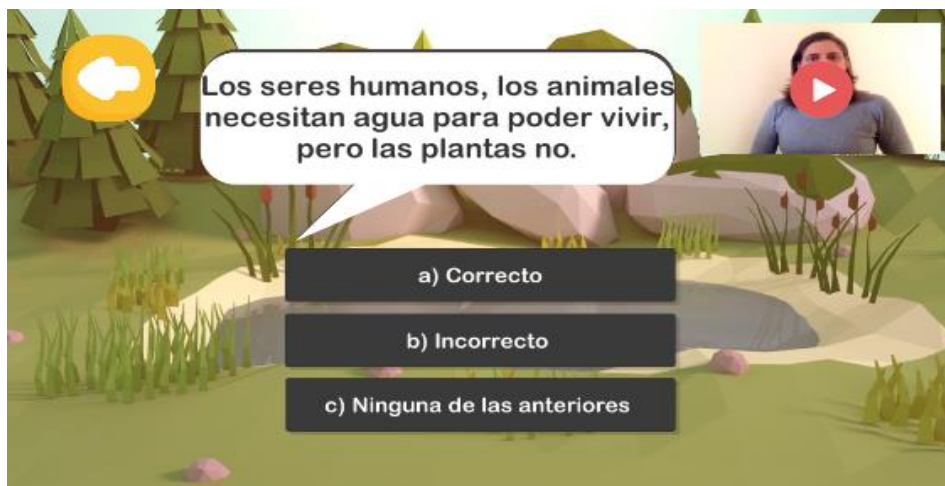 Los seres humanos, los animales
necesitan agua para poder vivir,
pero las plantas no.
a) Correcto
b) Incorrecto
c) Ninguna de las anteriores